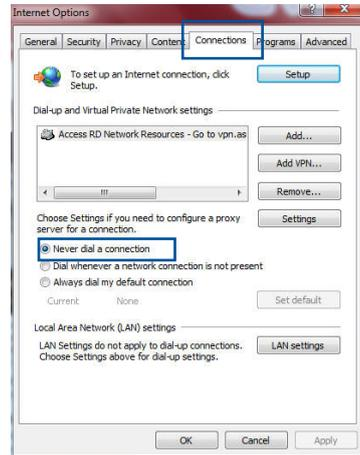 Internet Options
General Security Privacy Content Connections Programs Advanced
To set up an Internet connection, click
Setup.
Setup
Dial-up and Virtual Private Network settings
Access RD Network Resources - Go to vpn.as
Add...
Add VPN...
Remove...
Choose Settings if you need to configure a proxy
server for a connection.
Settings
Never dial a connection
Dial whenever a network connection is not present
Always dial my default connection
Current None
Set default
Local Area Network (LAN) settings
LAN Settings do not apply to dial-up connections.
Choose Settings above for dial-up settings.
LAN settings
OK Cancel Apply